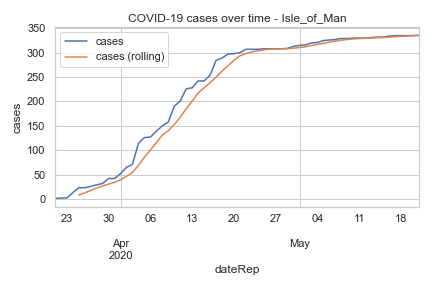 COVID-19 cases over time - Isle_of_Man
cases
cases (rolling)
350
300
250
200
150
100
50
0
cases
23 30 06 13 20 27 04 11 18
Apr May
2020
dateRep